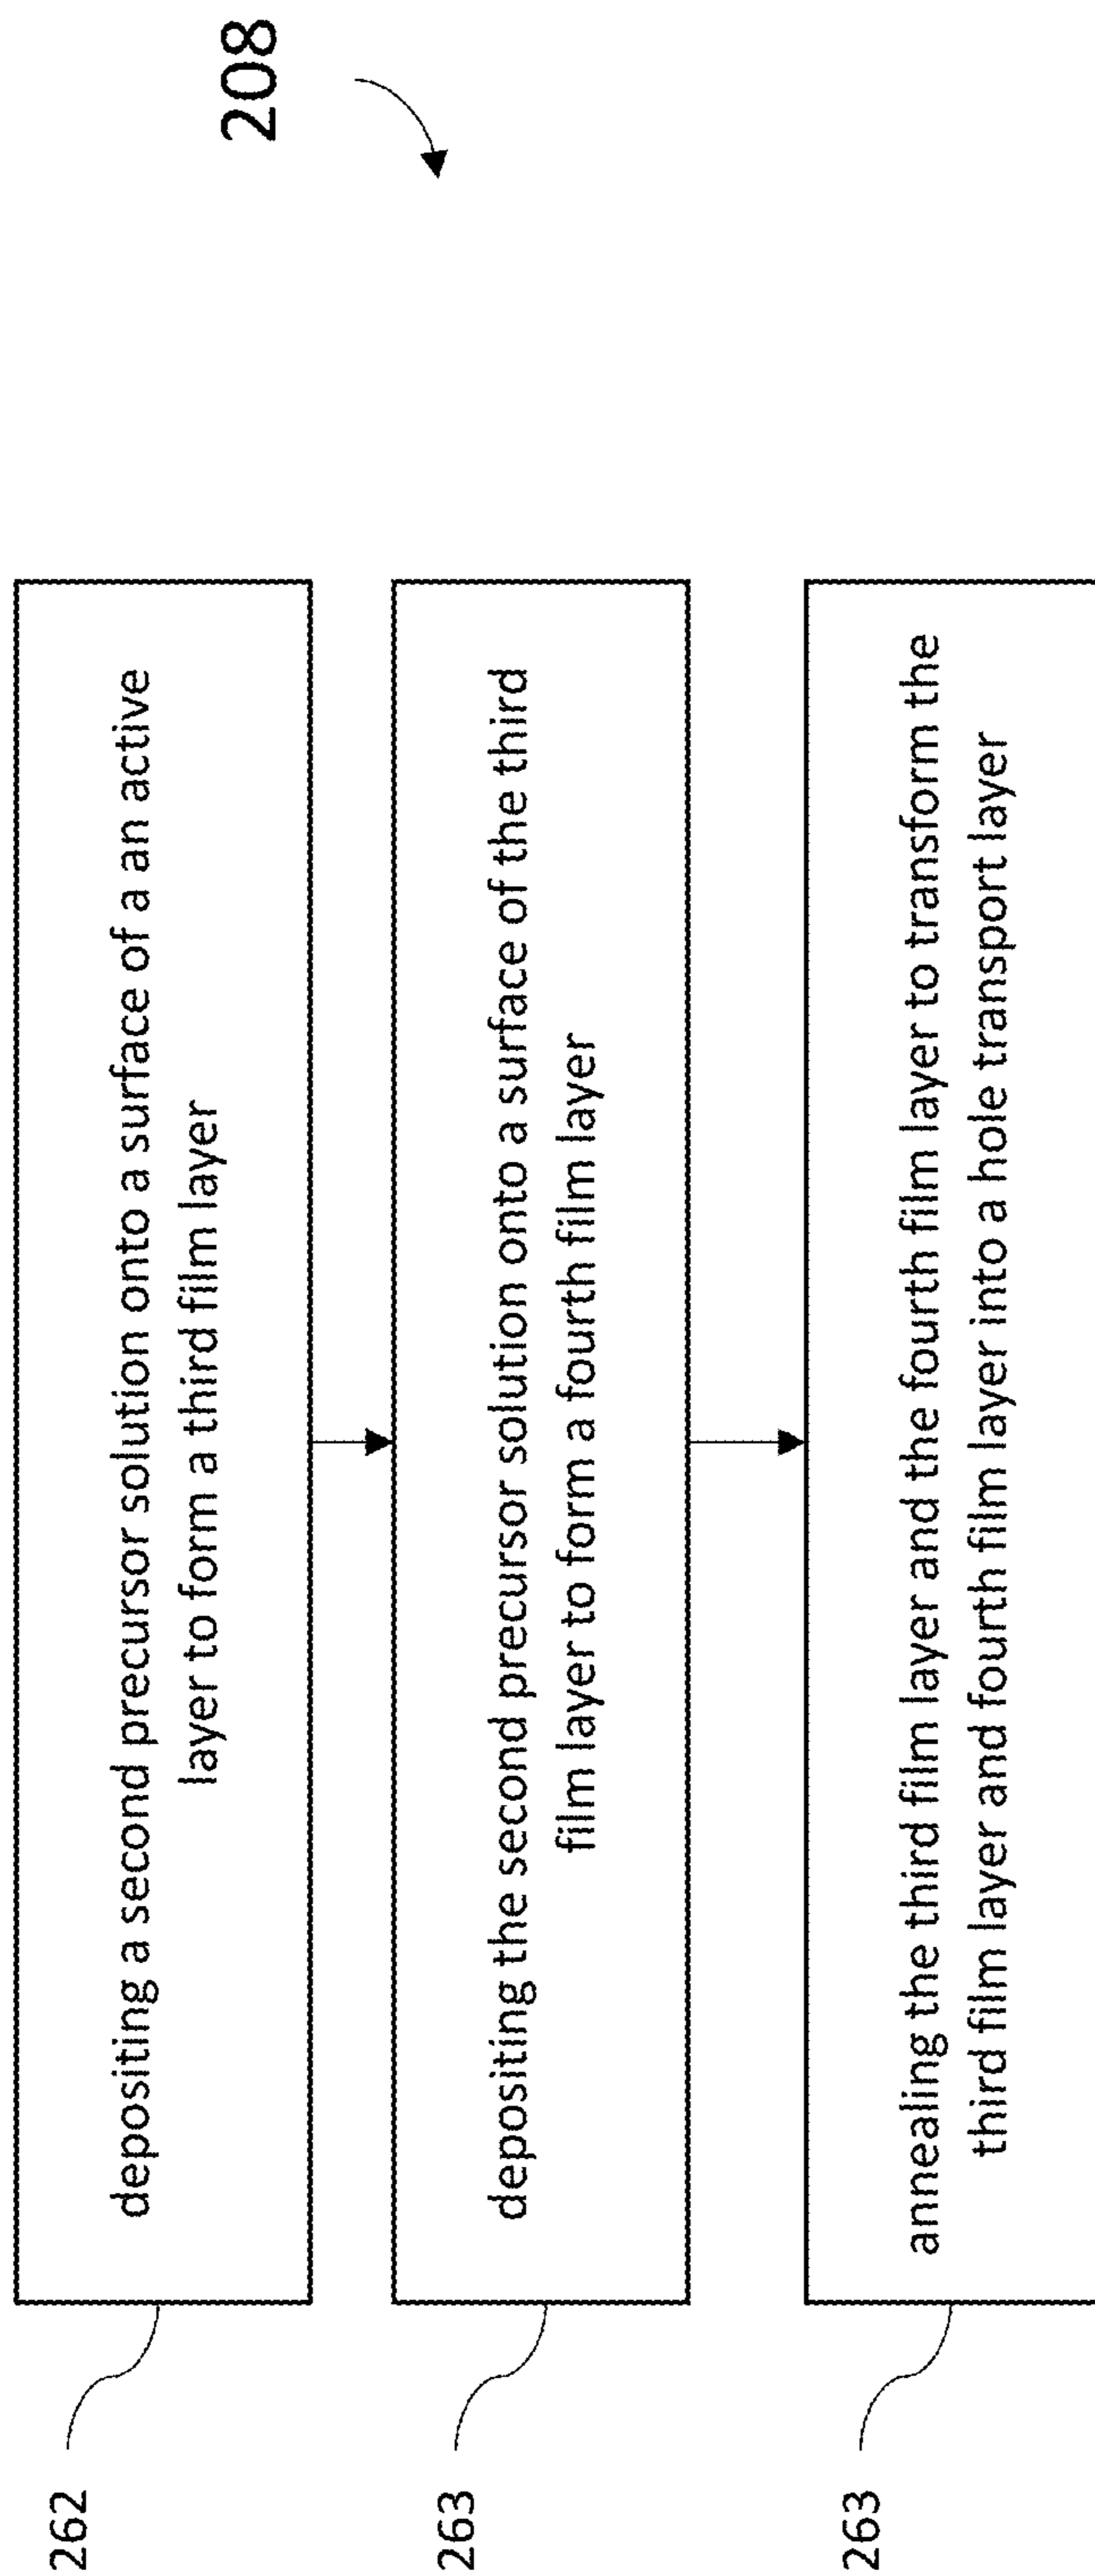 208
262
depositing a second precursor solution onto a surface of a an active
layer to form a third film layer
263
depositing the second precursor solution onto a surface of the third
film layer to form a fourth film layer
263
annealing the third film layer and the fourth film layer to transform the
third film layer and fourth film layer into a hole transport layer